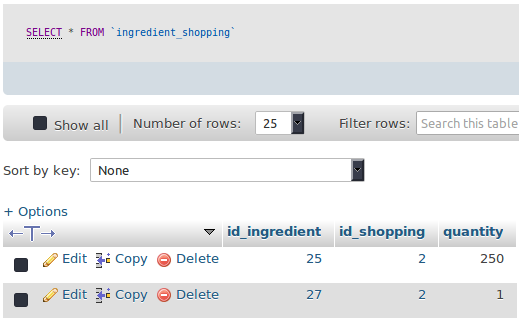 SELECT * FROM `ingredient_shopping`
Show all Number of rows: 25 Filter rows: Search this table
Sort by key: None
+ Options
←T→ id_ingredient id_shopping quantity
Edit Copy Delete 25 2 250
Edit Copy Delete 27 2 1